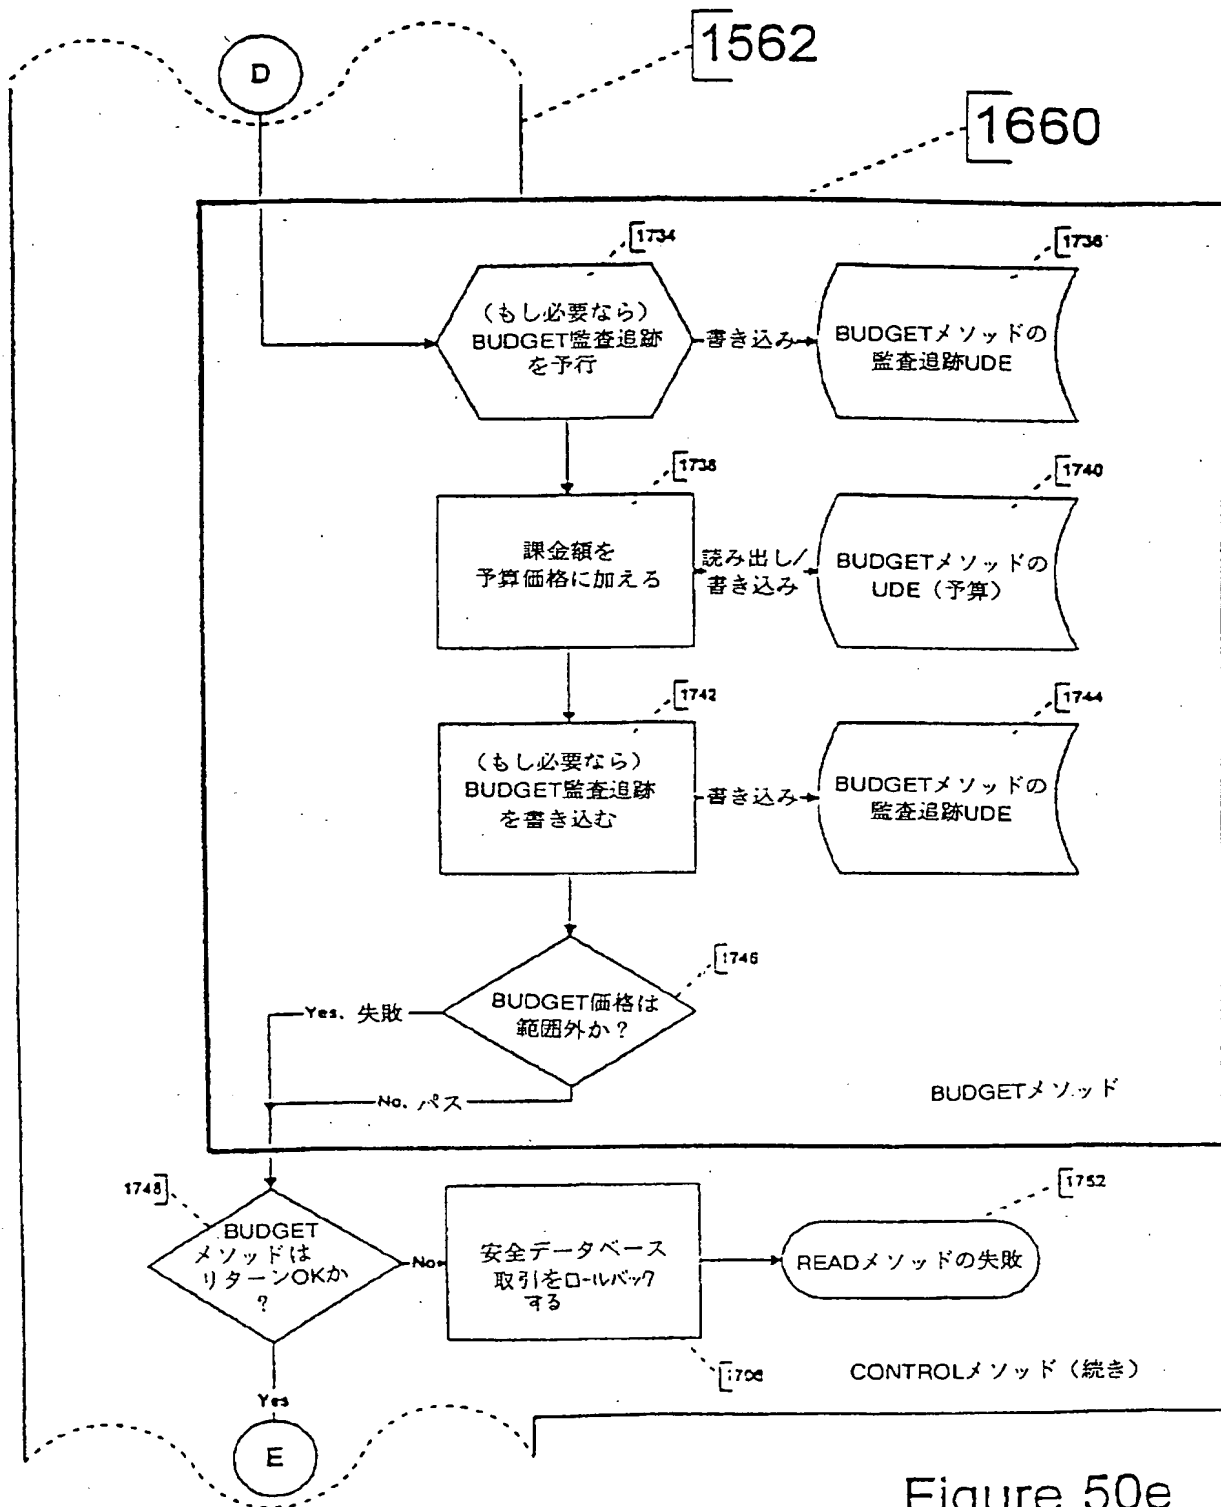 1562
D
1660
1734
(もし必要なら)
BUDGET監査追跡
を予行
書き込み
1736
BUDGETメソッドの
監査追跡UDE
1738
課金額を
予算価格に加える
読み出し/
書き込み
1740
BUDGETメソッドの
UDE(予算)
1742
(もし必要なら)
BUDGET監査追跡
を書き込む
書き込み
1744
BUDGETメソッドの
監査追跡UDE
1746
BUDGET価格は
範囲外か?
Yes. 失敗
No. パス
BUDGETメソッド
1748
BUDGET
メソッドは
リターンOKか
?
No
安全データベース
取引をロールバック
する
1752
READメソッドの失敗
CONTROLメソッド(続き)
Yes
E
Figure 50e